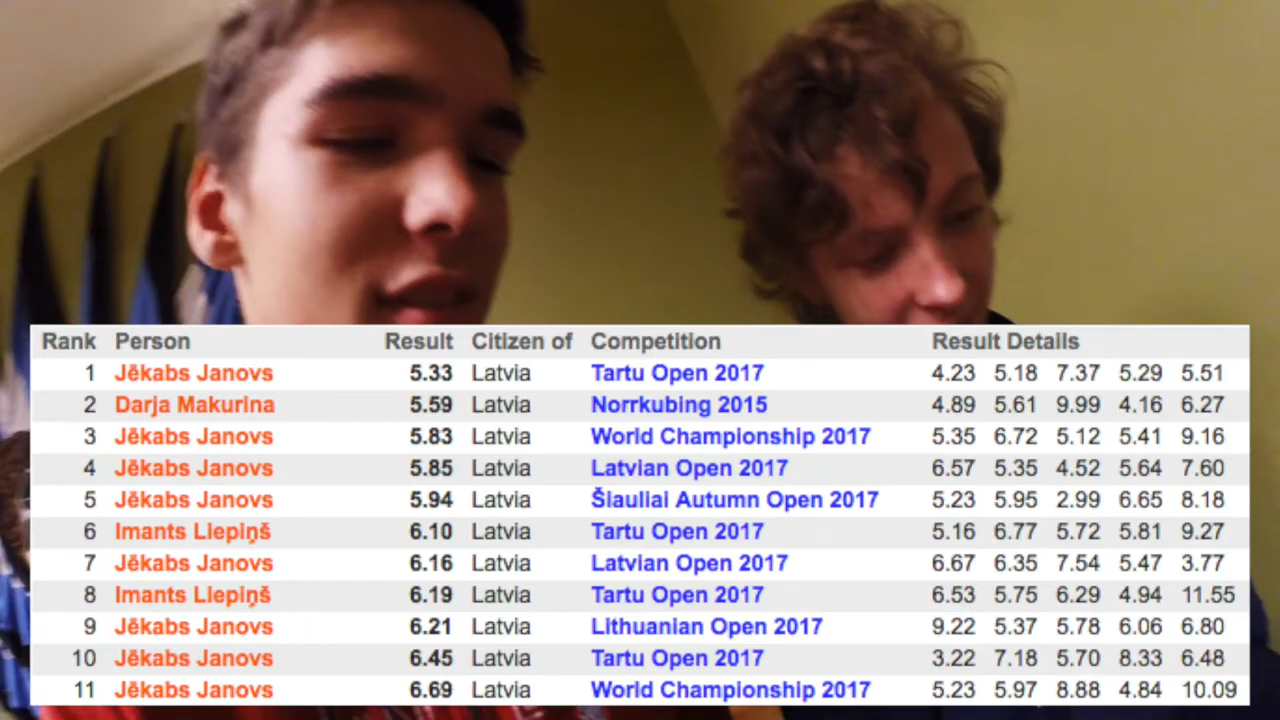 Rank Person Result Citizen of Competition Result Details
1 Jēkabs Janovs 5.33 Latvia Tartu Open 2017 4.23 5.18 7.37 5.29 5.51
2 Darja Makurina 5.59 Latvia Norrkubing 2015 4.89 5.61 9.99 4.16 6.27
3 Jēkabs Janovs 5.83 Latvia World Championship 2017 5.35 6.72 5.12 5.41 9.16
4 Jēkabs Janovs 5.85 Latvia Latvian Open 2017 6.57 5.35 4.52 5.64 7.60
5 Jēkabs Janovs 5.94 Latvia Šiauliai Autumn Open 2017 5.23 5.95 2.99 6.65 8.18
6 Imants Liepiņš 6.10 Latvia Tartu Open 2017 5.16 6.77 5.72 5.81 9.27
7 Jēkabs Janovs 6.16 Latvia Latvian Open 2017 6.67 6.35 7.54 5.47 3.77
8 Imants Liepiņš 6.19 Latvia Tartu Open 2017 6.53 5.75 6.29 4.94 11.55
9 Jēkabs Janovs 6.21 Latvia Lithuanian Open 2017 9.22 5.37 5.78 6.06 6.80
10 Jēkabs Janovs 6.45 Latvia Tartu Open 2017 3.22 7.18 5.70 8.33 6.48
11 Jēkabs Janovs 6.69 Latvia World Championship 2017 5.23 5.97 8.88 4.84 10.09